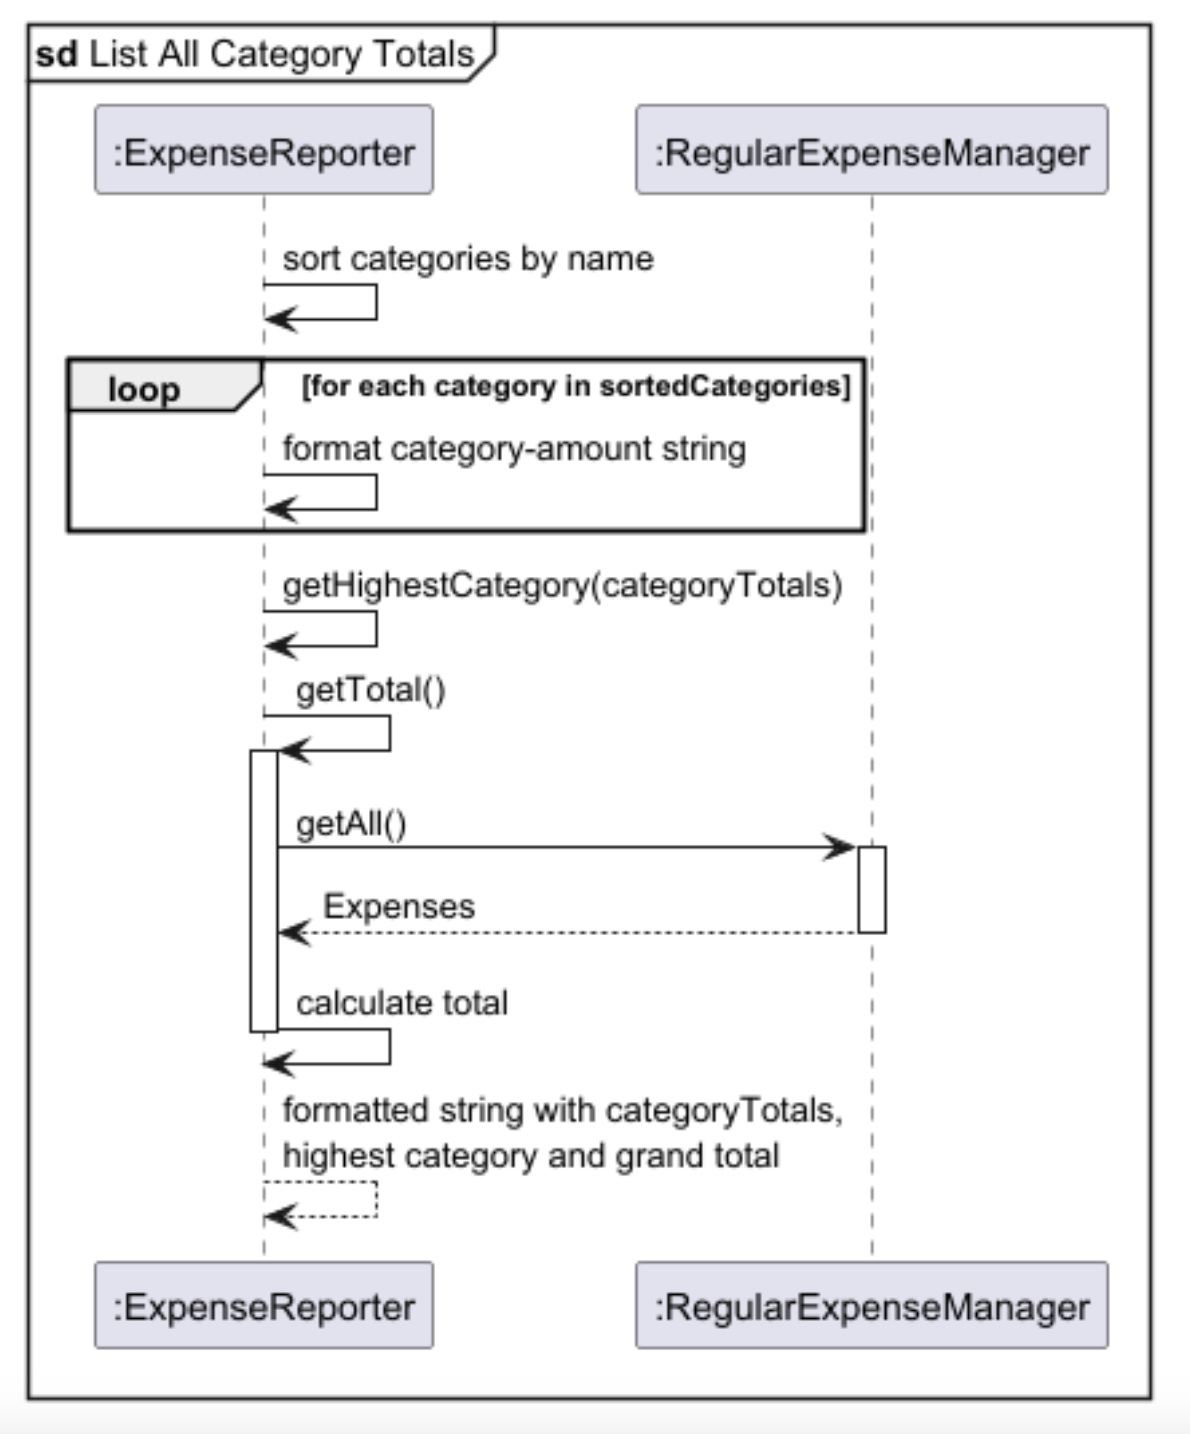 sd List All Category Totals
:ExpenseReporter
:RegularExpenseManager
sort categories by name
loop
[for each category in sortedCategories]
format category-amount string
getHighestCategory(categoryTotals)
getTotal()
getAll()
Expenses
calculate total
formatted string with categoryTotals,
highest category and grand total
:ExpenseReporter
:RegularExpenseManager